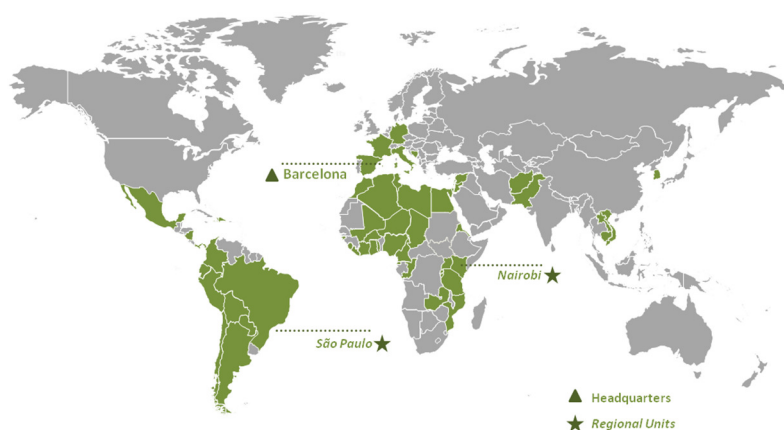 Barcelona
Nairobi
São Paulo
Headquarters
Regional Units